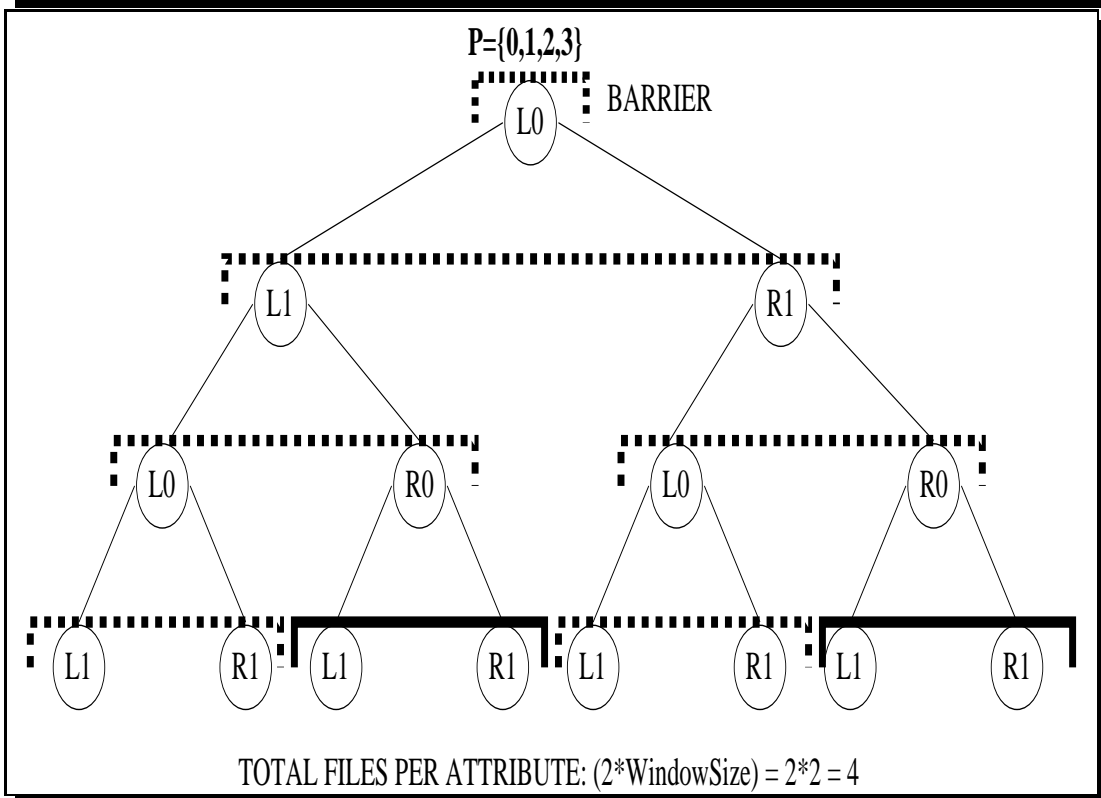 P={0,1,2,3}
BARRIER
L0
L1 R1
L0 R0 L0 R0
L1 R1 L1 R1 L1 R1 L1 R1
TOTAL FILES PER ATTRIBUTE: (2*WindowSize) = 2*2 = 4